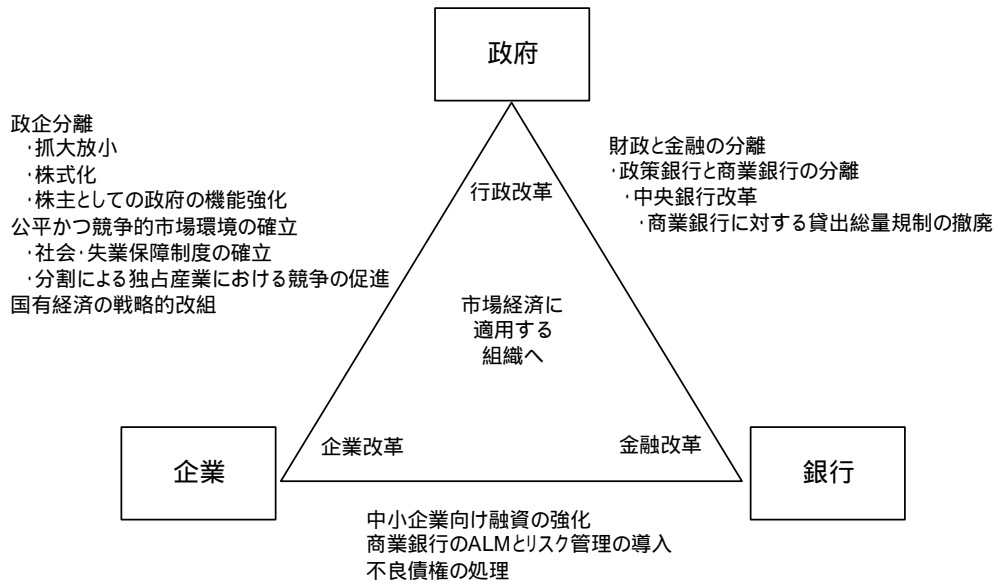 政府
政企分離
・抓大放小
・株式化
・株主としての政府の機能強化
公平かつ競争的市場環境の確立
・社会・失業保障制度の確立
・分割による独占産業における競争の促進
国有経済の戦略的改組
財政と金融の分離
・政策銀行と商業銀行の分離
・中央銀行改革
・商業銀行に対する貸出総量規制の撤廃
行政改革
市場経済に
適用する
組織へ
企業改革
金融改革
企業
銀行
中小企業向け融資の強化
商業銀行のALMとリスク管理の導入
不良債権の処理